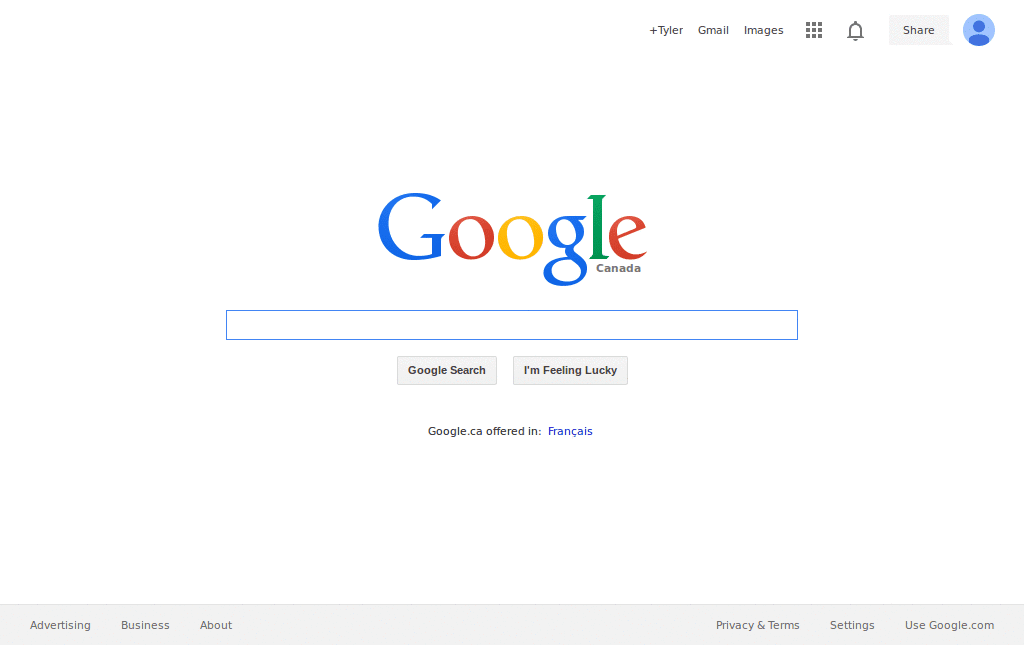 +Tyler Gmail Images Share
Google
Canada
Google Search I'm Feeling Lucky
Google.ca offered in: Français
Advertising Business About Privacy & Terms Settings Use Google.com